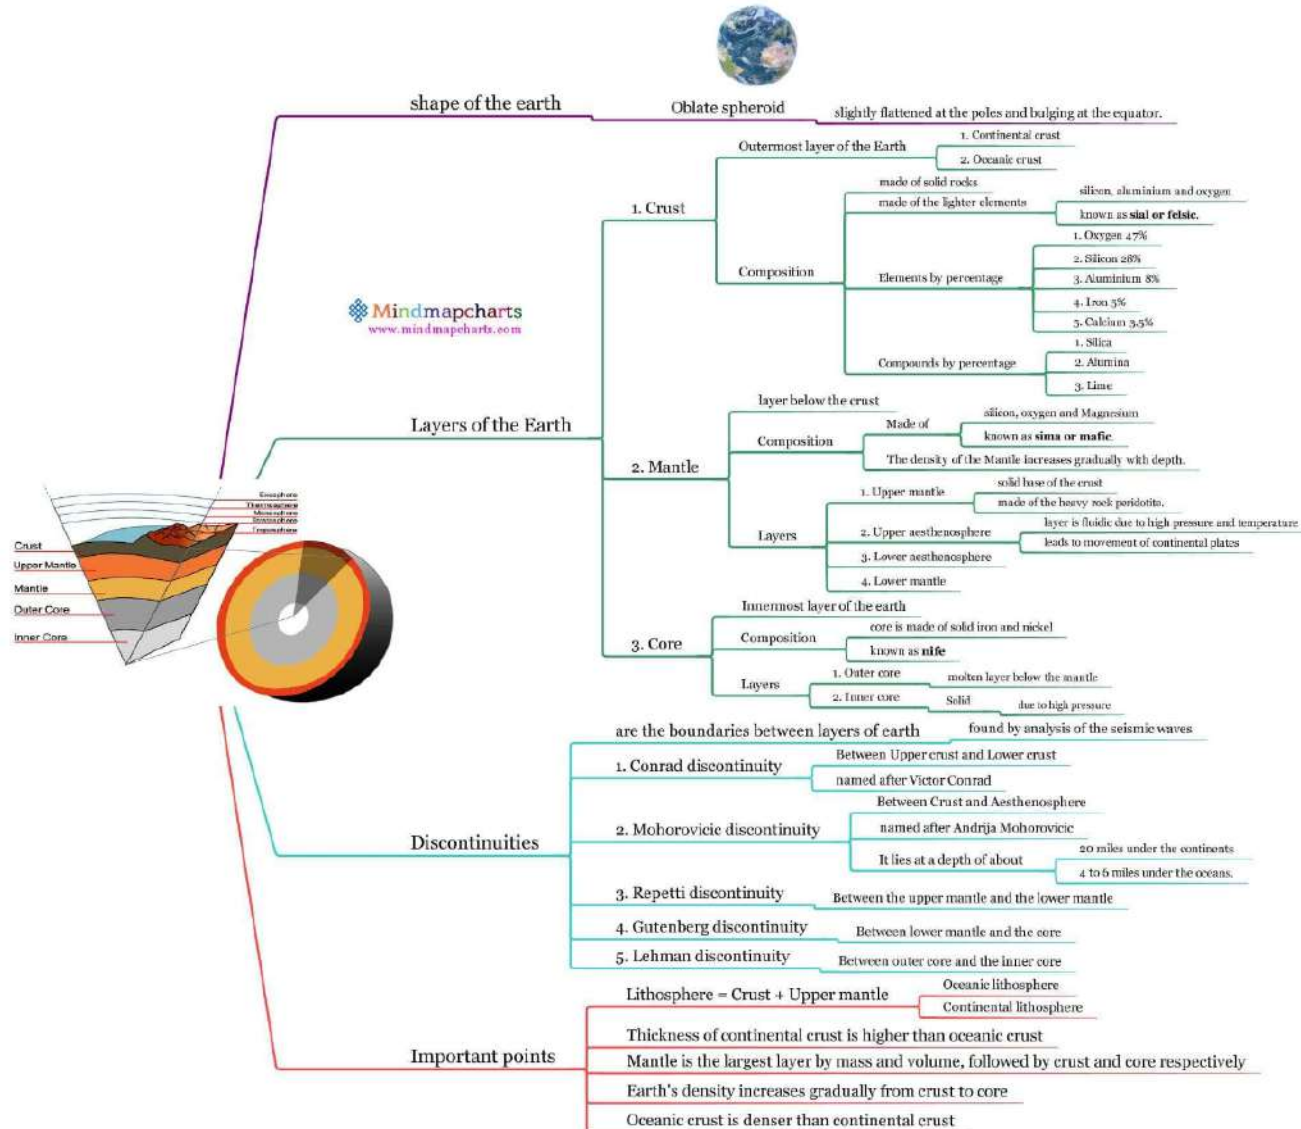 shape of the earth
Oblate spheroid
slightly flattened at the poles and bulging at the equator.
Mindmapcharts
www.mindmapcharts.com
Layers of the Earth
1. Crust
Outermost layer of the Earth
1. Continental crust
2. Oceanic crust
Composition
made of solid rocks
made of the lighter elements
silicon, aluminium and oxygen
known as sial or felsic.
Elements by percentage
1. Oxygen 47%
2. Silicon 28%
3. Aluminium 8%
4. Iron 5%
5. Calcium 3.5%
Compounds by percentage
1. Silica
2. Alumina
3. Lime
2. Mantle
layer below the crust
Composition
Made of
silicon, oxygen and Magnesium
known as sima or mafic.
The density of the Mantle increases gradually with depth.
Layers
1. Upper mantle
solid base of the crust
made of the heavy rock peridotite.
2. Upper aesthenosphere
layer is fluidic due to high pressure and temperature
leads to movement of continental plates
3. Lower aesthenosphere
4. Lower mantle
3. Core
Innermost layer of the earth
Composition
core is made of solid iron and nickel
known as nife
Layers
1. Outer core
molten layer below the mantle
2. Inner core
Solid
due to high pressure
Exosphere
Thermosphere
Mesosphere
Stratosphere
Troposphere
Crust
Upper Mantle
Mantle
Outer Core
Inner Core
Discontinuities
are the boundaries between layers of earth
found by analysis of the seismic waves
1. Conrad discontinuity
Between Upper crust and Lower crust
named after Victor Conrad
2. Mohorovicic discontinuity
Between Crust and Aesthenosphere
named after Andrija Mohorovicic
It lies at a depth of about
20 miles under the continents
4 to 6 miles under the oceans.
3. Repetti discontinuity
Between the upper mantle and the lower mantle
4. Gutenberg discontinuity
Between lower mantle and the core
5. Lehman discontinuity
Between outer core and the inner core
Important points
Lithosphere = Crust + Upper mantle
Oceanic lithosphere
Continental lithosphere
Thickness of continental crust is higher than oceanic crust
Mantle is the largest layer by mass and volume, followed by crust and core respectively
Earth's density increases gradually from crust to core
Oceanic crust is denser than continental crust